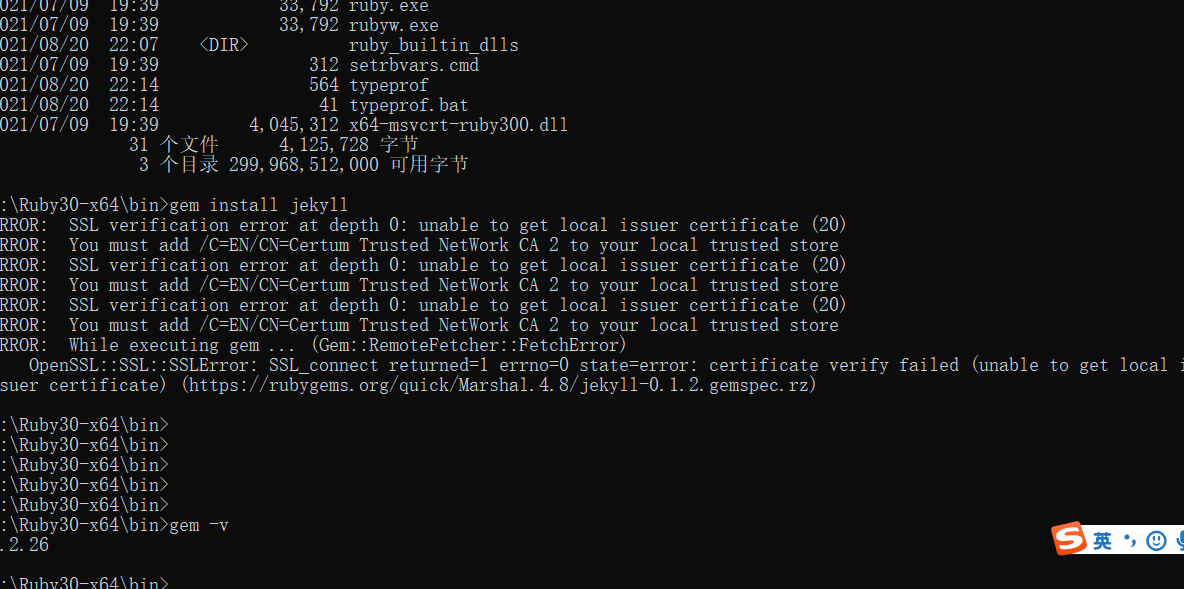 021/07/09  19:39            33,792 ruby.exe
021/07/09  19:39            33,792 rubyw.exe
021/08/20  22:07    <DIR>          ruby_builtin_dlls
021/07/09  19:39               312 setrbvars.cmd
021/08/20  22:14               564 typeprof
021/08/20  22:14                41 typeprof.bat
021/07/09  19:39         4,045,312 x64-msvcrt-ruby300.dll
31 个文件      4,125,728 字节
3 个目录 299,968,512,000 可用字节
:\Ruby30-x64\bin>gem install jekyll
RROR:  SSL verification error at depth 0: unable to get local issuer certificate (20)
RROR:  You must add /C=EN/CN=Certum Trusted NetWork CA 2 to your local trusted store
RROR:  SSL verification error at depth 0: unable to get local issuer certificate (20)
RROR:  You must add /C=EN/CN=Certum Trusted NetWork CA 2 to your local trusted store
RROR:  SSL verification error at depth 0: unable to get local issuer certificate (20)
RROR:  You must add /C=EN/CN=Certum Trusted NetWork CA 2 to your local trusted store
RROR:  While executing gem ... (Gem::RemoteFetcher::FetchError)
OpenSSL::SSL::SSLError: SSL_connect returned=1 errno=0 state=error: certificate verify failed (unable to get local i
suer certificate) (https://rubygems.org/quick/Marshal.4.8/jekyll-0.1.2.gemspec.rz)
:\Ruby30-x64\bin>
:\Ruby30-x64\bin>
:\Ruby30-x64\bin>
:\Ruby30-x64\bin>
:\Ruby30-x64\bin>
:\Ruby30-x64\bin>gem -v
.2.26
S 英
:\Ruby30-x64\bin>